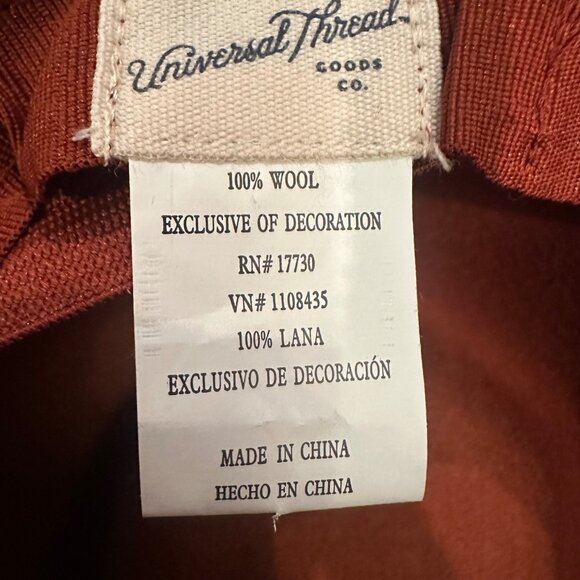 Universal Thread
GOODS
CO.
100% WOOL
EXCLUSIVE OF DECORATION
RN# 17730
VN# 1108435
100% LANA
EXCLUSIVO DE DECORACIÓN
MADE IN CHINA
HECHO EN CHINA